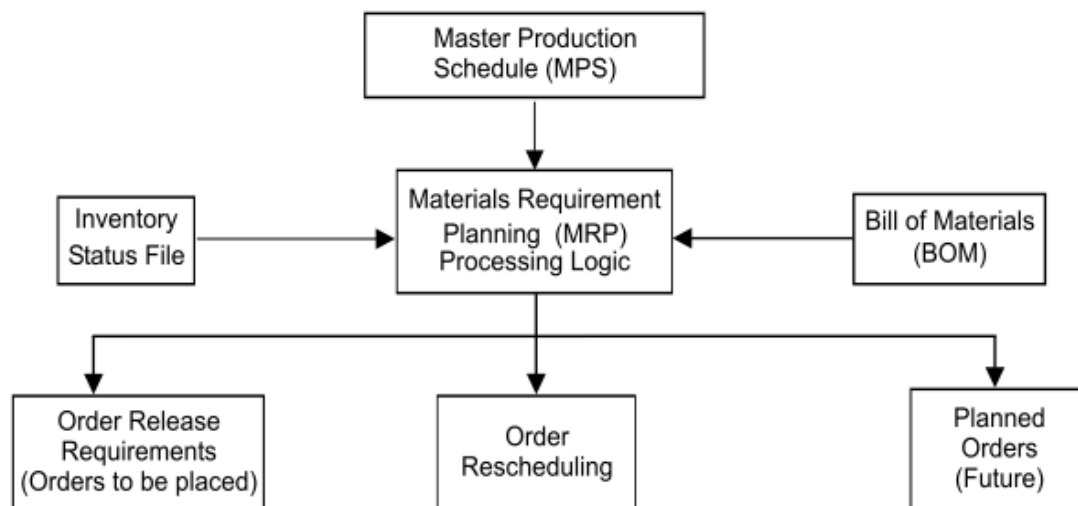 Master Production
Schedule (MPS)
Materials Requirement
Planning (MRP)
Processing Logic
Inventory
Status File
Bill of Materials
(BOM)
Order Release
Requirements
(Orders to be placed)
Order
Rescheduling
Planned
Orders
(Future)